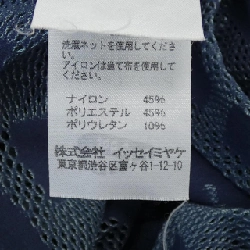 洗濯ネットを使用してくださ
い。
アイロンは当て布を使用してくだ
さい。
ナイロン 45%
ポリエステル 45%
ポリウレタン 10%
株式会社 イッセイミヤケ
東京都渋谷区富ヶ谷1-12-10